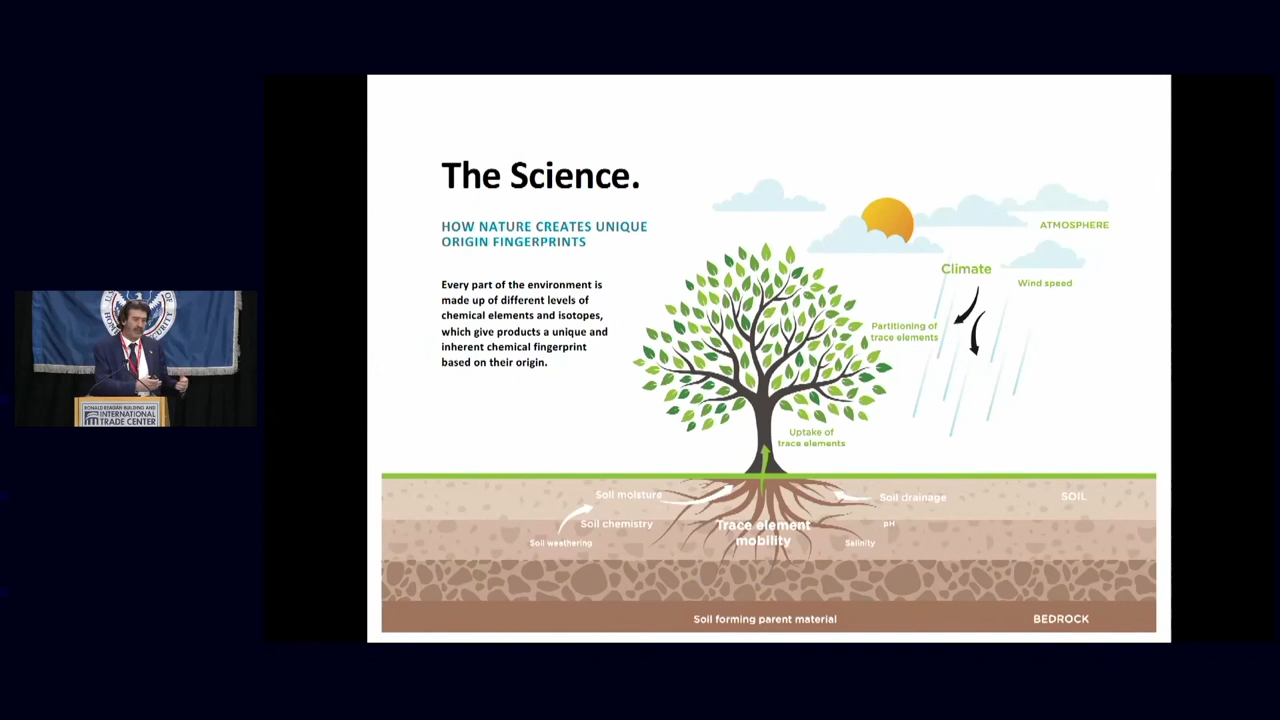 The Science.
HOW NATURE CREATES UNIQUE
ORIGIN FINGERPRINTS
Every part of the environment is
made up of different levels of
chemical elements and isotopes,
which give products a unique and
inherent chemical fingerprint
based on their origin.
ATMOSPHERE
Climate
Wind speed
Partitioning of
trace elements
Uptake of
trace elements
Soil moisture
Soil drainage
SOIL
Soil chemistry
Trace element
mobility
pH
Soil weathering
Salinity
Soil forming parent material
BEDROCK
RONALD REAGAN BUILDING AND
INTERNATIONAL
TRADE CENTER